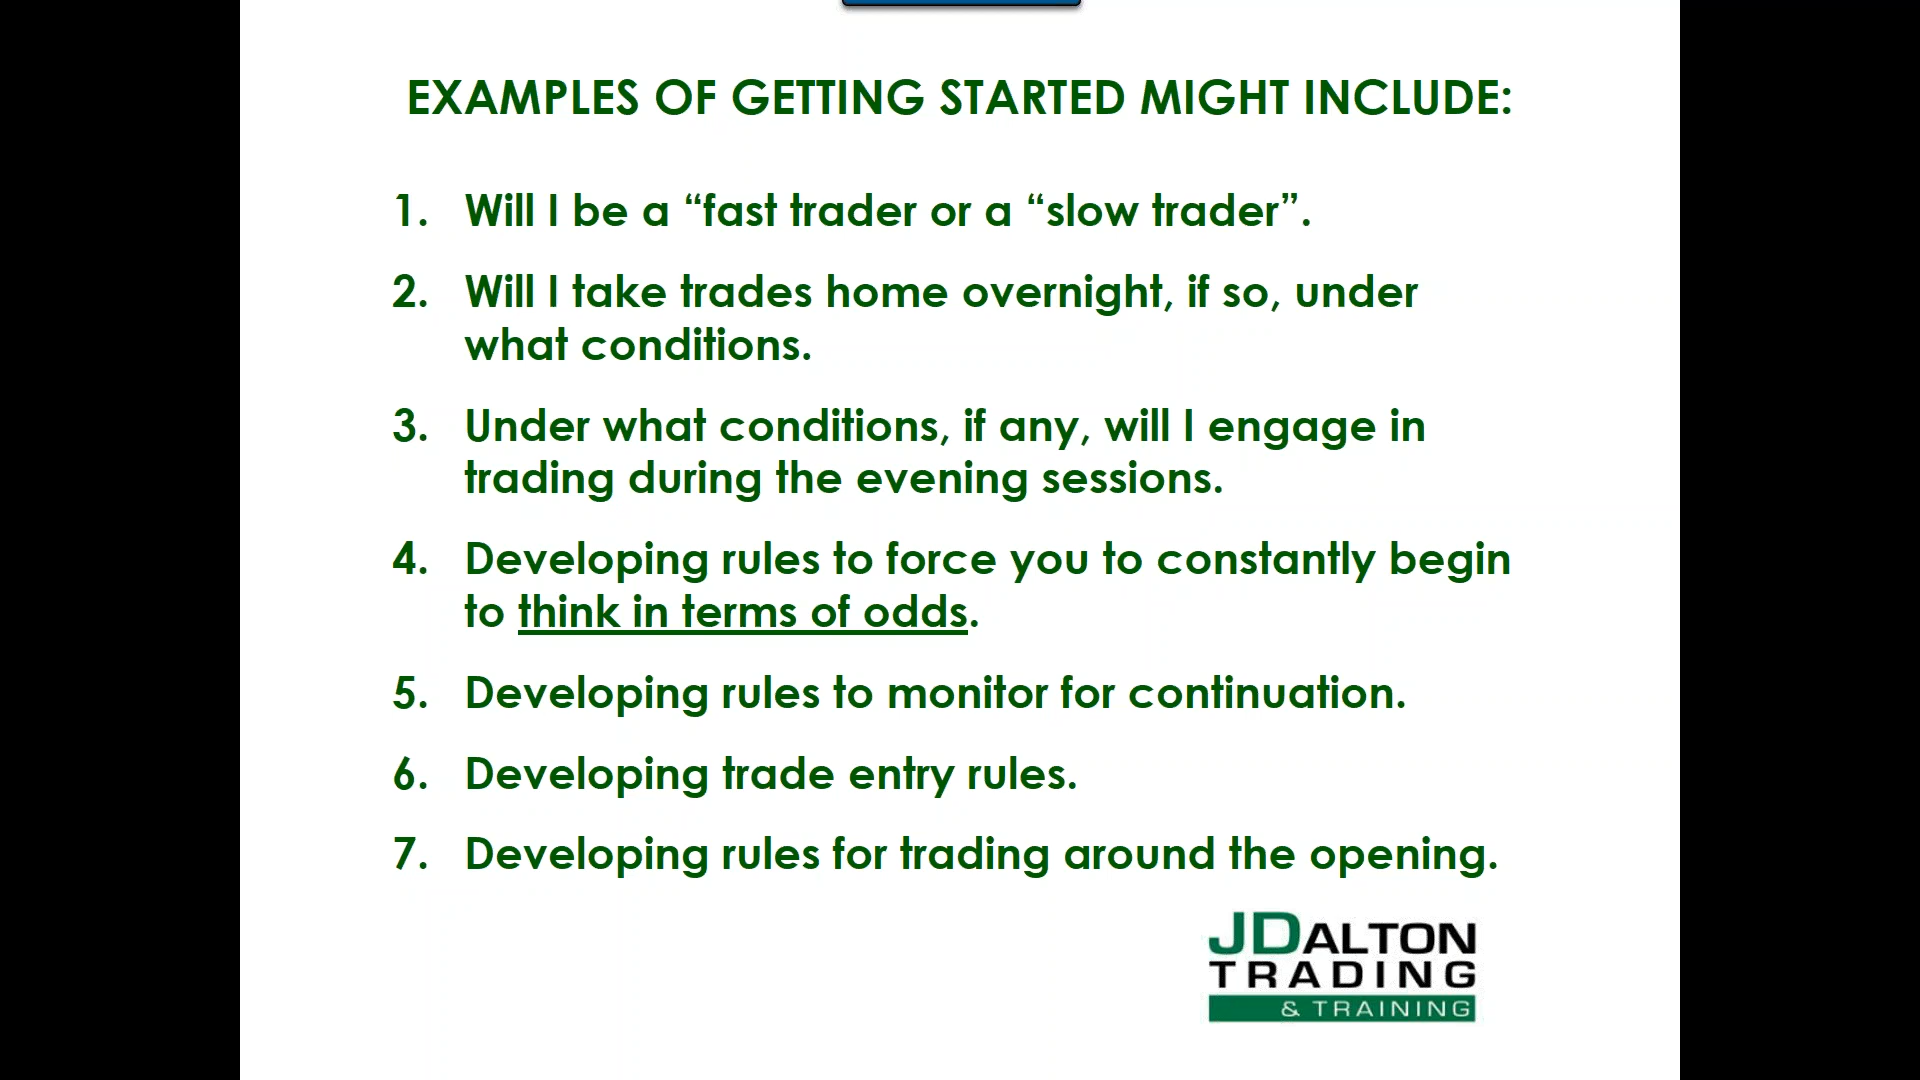 EXAMPLES OF GETTING STARTED MIGHT INCLUDE:
1. Will I be a “fast trader or a “slow trader”.
2. Will I take trades home overnight, if so, under
what conditions.
3. Under what conditions, if any, will I engage in
trading during the evening sessions.
4. Developing rules to force you to constantly begin
to think in terms of odds.
5. Developing rules to monitor for continuation.
6. Developing trade entry rules.
7. Developing rules for trading around the opening.
JDALTON
TRADING
& TRAINING